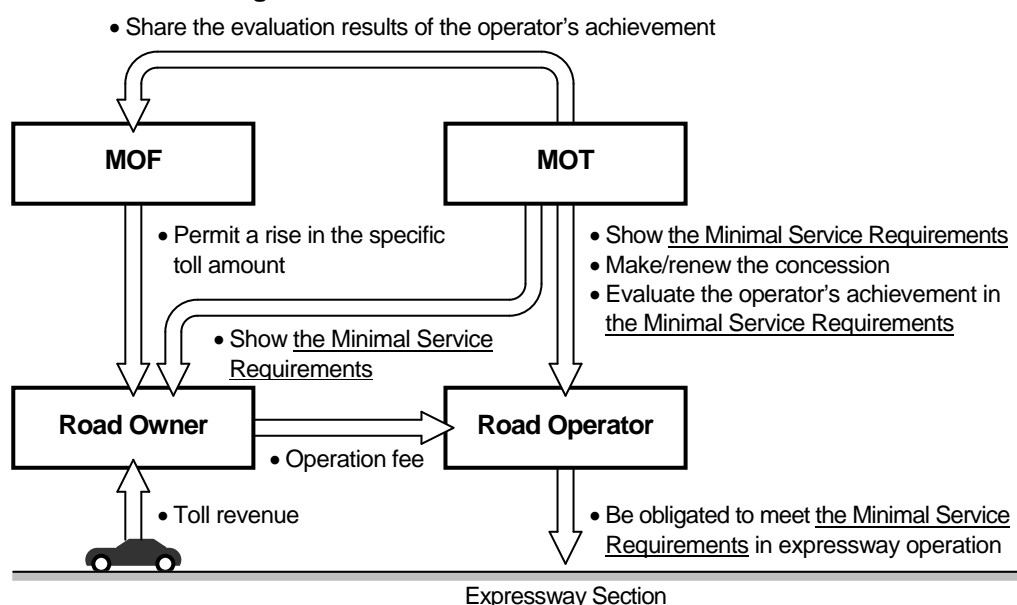 • Share the evaluation results of the operator's achievement
MOF
MOT
• Permit a rise in the specific
toll amount
• Show the Minimal Service Requirements
• Make/renew the concession
• Evaluate the operator's achievement in
the Minimal Service Requirements
• Show the Minimal Service
Requirements
Road Owner
Road Operator
• Operation fee
• Toll revenue
• Be obligated to meet the Minimal Service
Requirements in expressway operation
Expressway Section